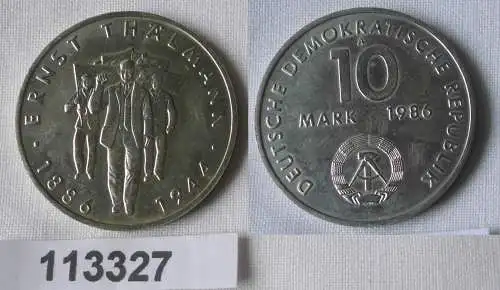 · ERNST THÄLMANN ·
1886 · 1944
DEUTSCHE DEMOKRATISCHE REPUBLIK
A
10
MARK 1986
113327